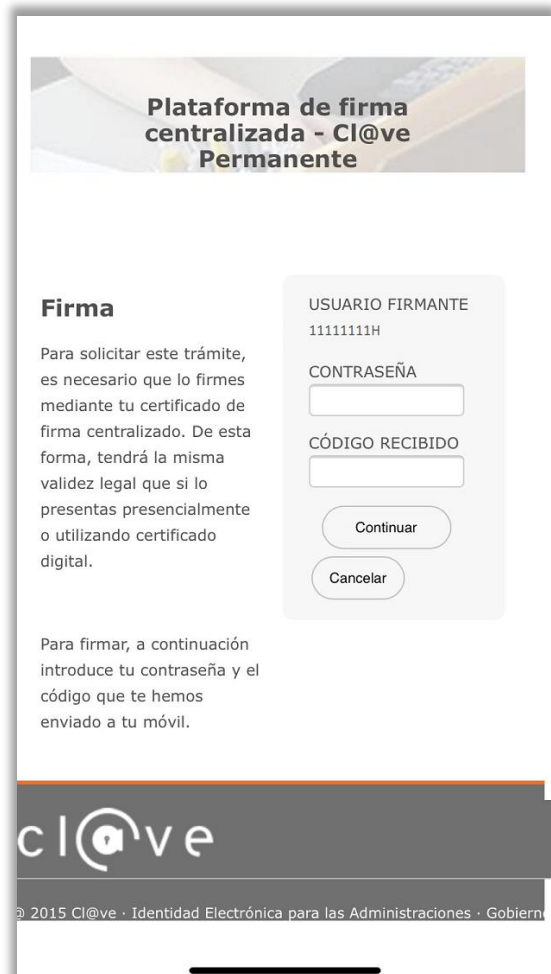 Plataforma de firma
centralizada - Cl@ve
Permanente
Firma
Para solicitar este trámite,
es necesario que lo firmes
mediante tu certificado de
firma centralizado. De esta
forma, tendrá la misma
validez legal que si lo
presentas presencialmente
o utilizando certificado
digital.
Para firmar, a continuación
introduce tu contraseña y el
código que te hemos
enviado a tu móvil.
USUARIO FIRMANTE
11111111H
CONTRASEÑA
CÓDIGO RECIBIDO
Continuar
Cancelar
cl@ve
@ 2015 Cl@ve · Identidad Electrónica para las Administraciones · Gobierno